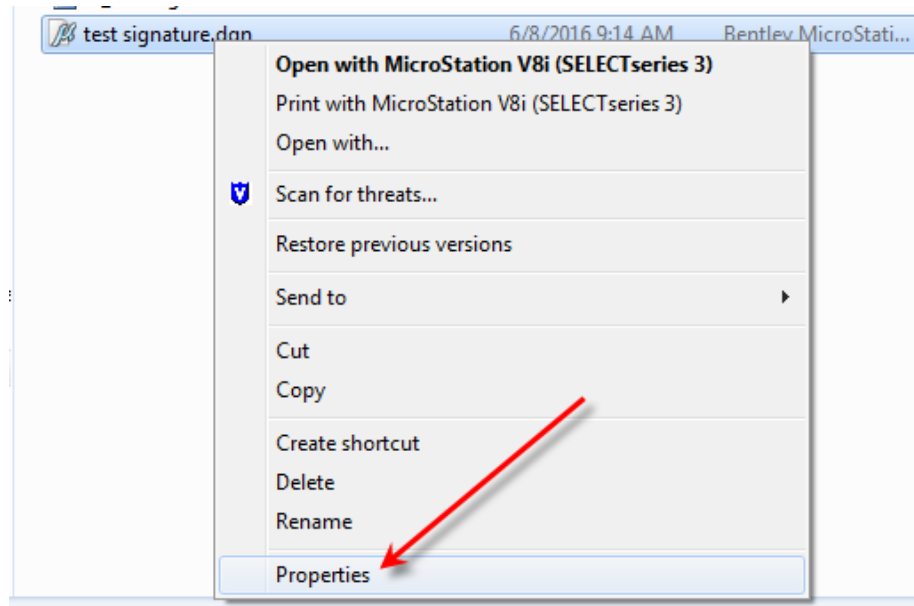 test signature.dgn 6/8/2016 9:14 AM Bentley MicroStati...
Open with MicroStation V8i (SELECTseries 3)
Print with MicroStation V8i (SELECTseries 3)
Open with...
Scan for threats...
Restore previous versions
Send to
Cut
Copy
Create shortcut
Delete
Rename
Properties